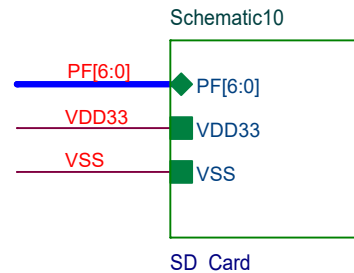 Schematic10
PF[6:0]
PF[6:0]
VDD33
VDD33
VSS
VSS
SD Card